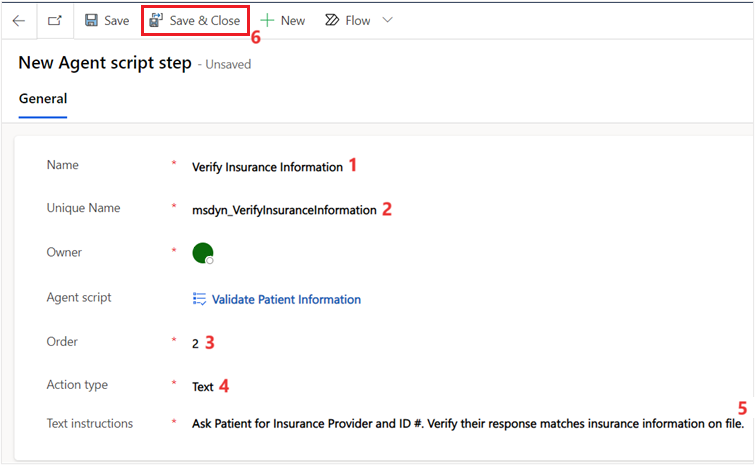 Save Save & Close New Flow
6
New Agent script step - Unsaved
General
Name * Verify Insurance Information 1
Unique Name * msdyn_VerifyInsuranceInformation 2
Owner *
Agent script Validate Patient Information
Order * 2 3
Action type * Text 4
5
Text instructions * Ask Patient for Insurance Provider and ID #. Verify their response matches insurance information on file.